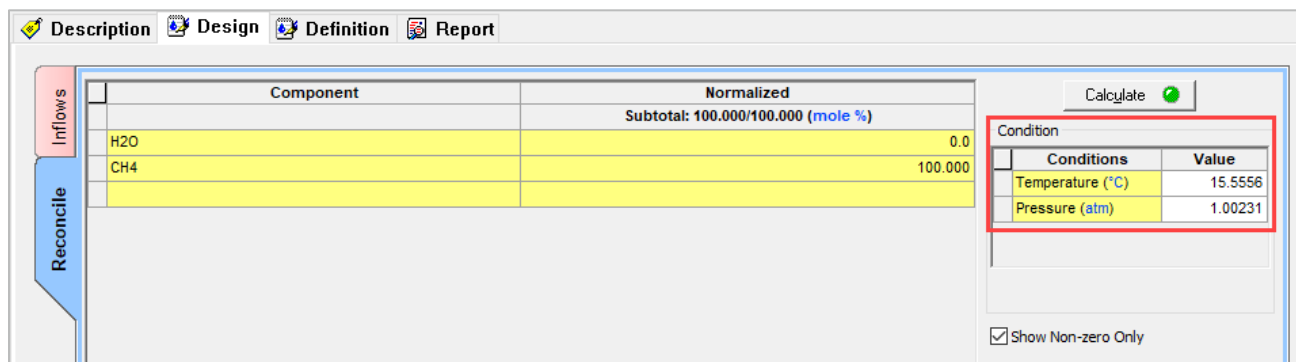 Description Design Definition Report
Inflows
Reconcile
Component Normalized
Subtotal: 100.000/100.000 (mole %)
H2O 0.0
CH4 100.000
Calculate
Condition
Conditions Value
Temperature (°C) 15.5556
Pressure (atm) 1.00231
Show Non-zero Only